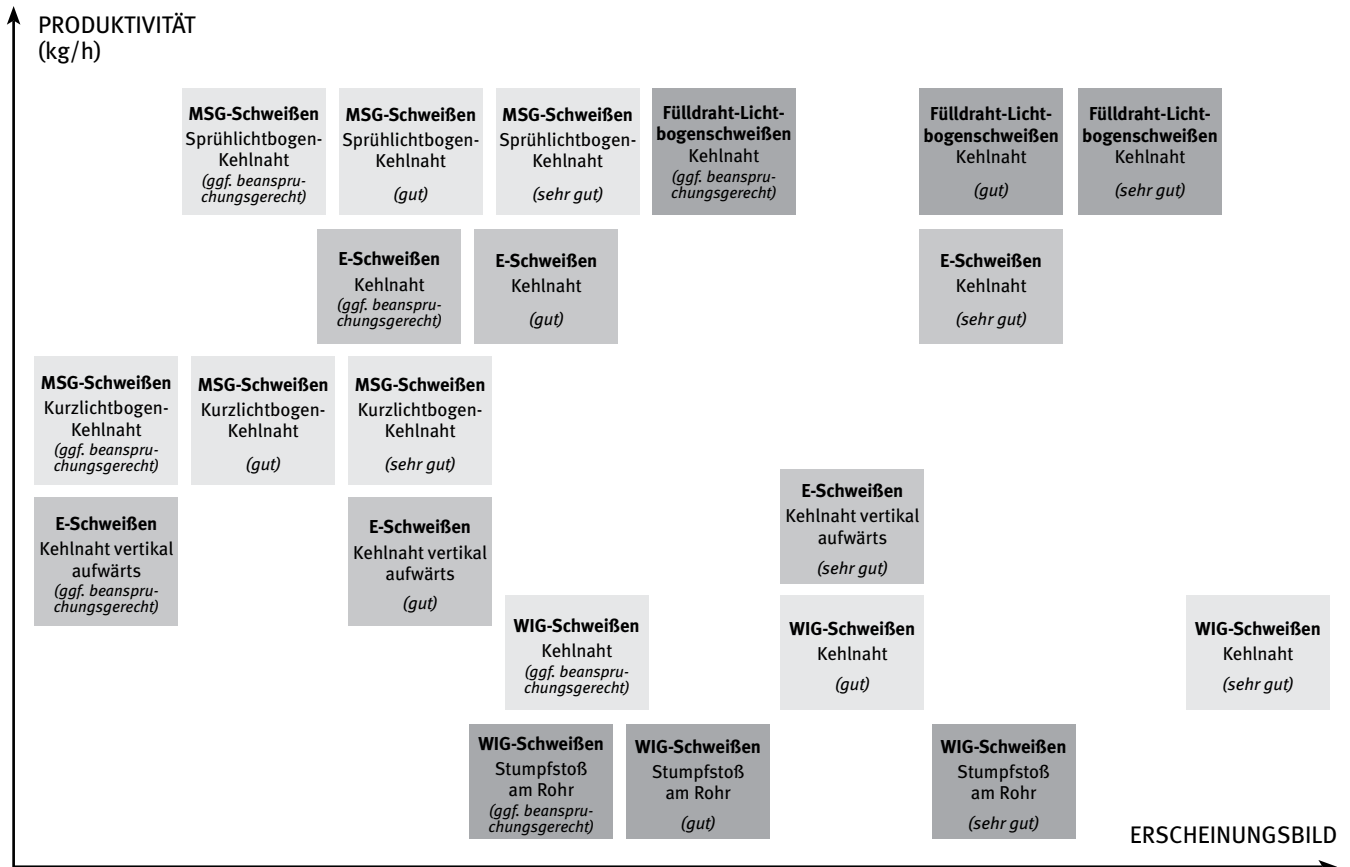 PRODUKTIVITÄT
(kg/h)
MSG-Schweißen
Sprühlichtbogen-
Kehlnaht
(ggf. beanspru-
chungsgerecht)
MSG-Schweißen
Sprühlichtbogen-
Kehlnaht
(gut)
MSG-Schweißen
Sprühlichtbogen-
Kehlnaht
(sehr gut)
Fülldraht-Licht-
bogenschweißen
Kehlnaht
(ggf. beanspru-
chungsgerecht)
Fülldraht-Licht-
bogenschweißen
Kehlnaht
(gut)
Fülldraht-Licht-
bogenschweißen
Kehlnaht
(sehr gut)
E-Schweißen
Kehlnaht
(ggf. beanspru-
chungsgerecht)
E-Schweißen
Kehlnaht
(gut)
E-Schweißen
Kehlnaht
(sehr gut)
MSG-Schweißen
Kurzlichtbogen-
Kehlnaht
(ggf. beanspru-
chungsgerecht)
MSG-Schweißen
Kurzlichtbogen-
Kehlnaht
(gut)
MSG-Schweißen
Kurzlichtbogen-
Kehlnaht
(sehr gut)
E-Schweißen
Kehlnaht vertikal
aufwärts
(ggf. beanspru-
chungsgerecht)
E-Schweißen
Kehlnaht vertikal
aufwärts
(gut)
E-Schweißen
Kehlnaht vertikal
aufwärts
(sehr gut)
WIG-Schweißen
Kehlnaht
(ggf. beanspru-
chungsgerecht)
WIG-Schweißen
Kehlnaht
(gut)
WIG-Schweißen
Kehlnaht
(sehr gut)
WIG-Schweißen
Stumpfstoß
am Rohr
(ggf. beanspru-
chungsgerecht)
WIG-Schweißen
Stumpfstoß
am Rohr
(gut)
WIG-Schweißen
Stumpfstoß
am Rohr
(sehr gut)
ERSCHEINUNGSBILD